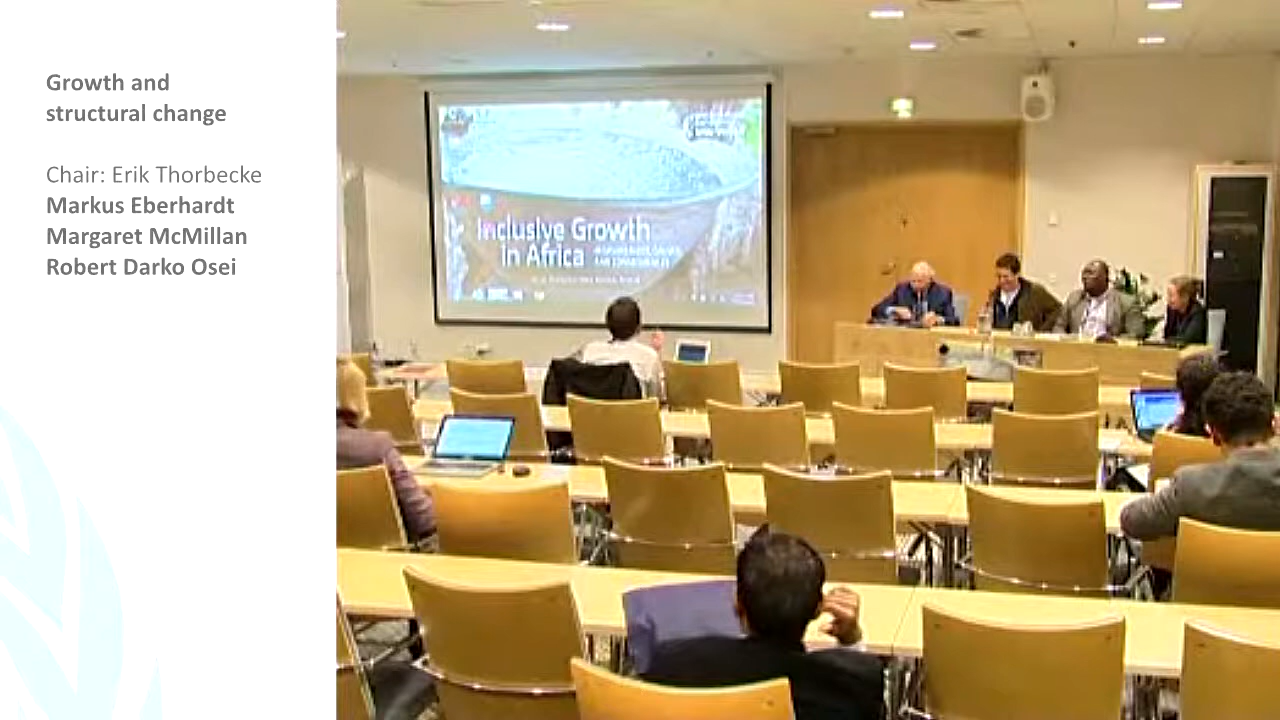 Growth and
structural change
Chair: Erik Thorbecke
Markus Eberhardt
Margaret McMillan
Robert Darko Osei
Inclusive Growth
in Africa